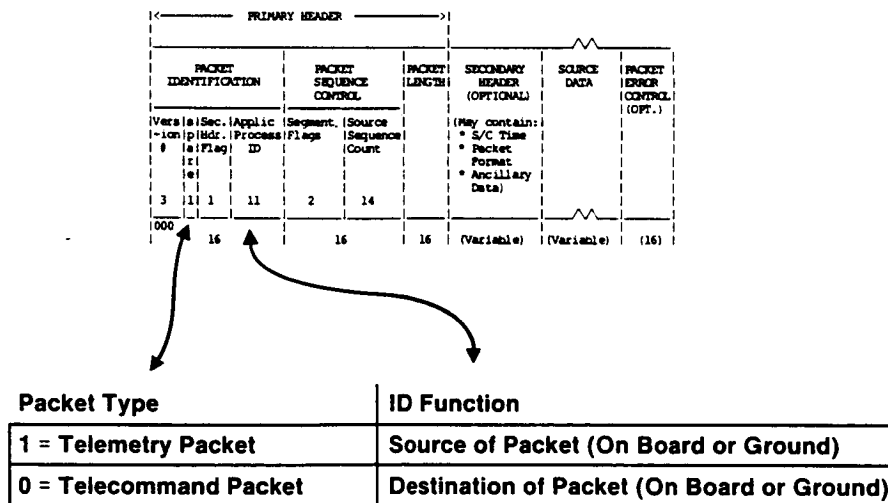 |<——— PRIMARY HEADER ———>|
PACKET IDENTIFICATION | PACKET SEQUENCE CONTROL | PACKET LENGTH | SECONDARY HEADER (OPTIONAL) | SOURCE DATA | PACKET ERROR CONTROL (OPT.)
Vers-ion # | spare | Sec. Hdr. Flag | Applic Process ID | Segment. Flags | Source Sequence Count | (May contain: * S/C Time * Packet Format * Ancillary Data)
3 | 1 | 1 | 11 | 2 | 14
000
16 | 16 | 16 | (Variable) | (Variable) | (16)
Packet Type | ID Function
1 = Telemetry Packet | Source of Packet (On Board or Ground)
0 = Telecommand Packet | Destination of Packet (On Board or Ground)